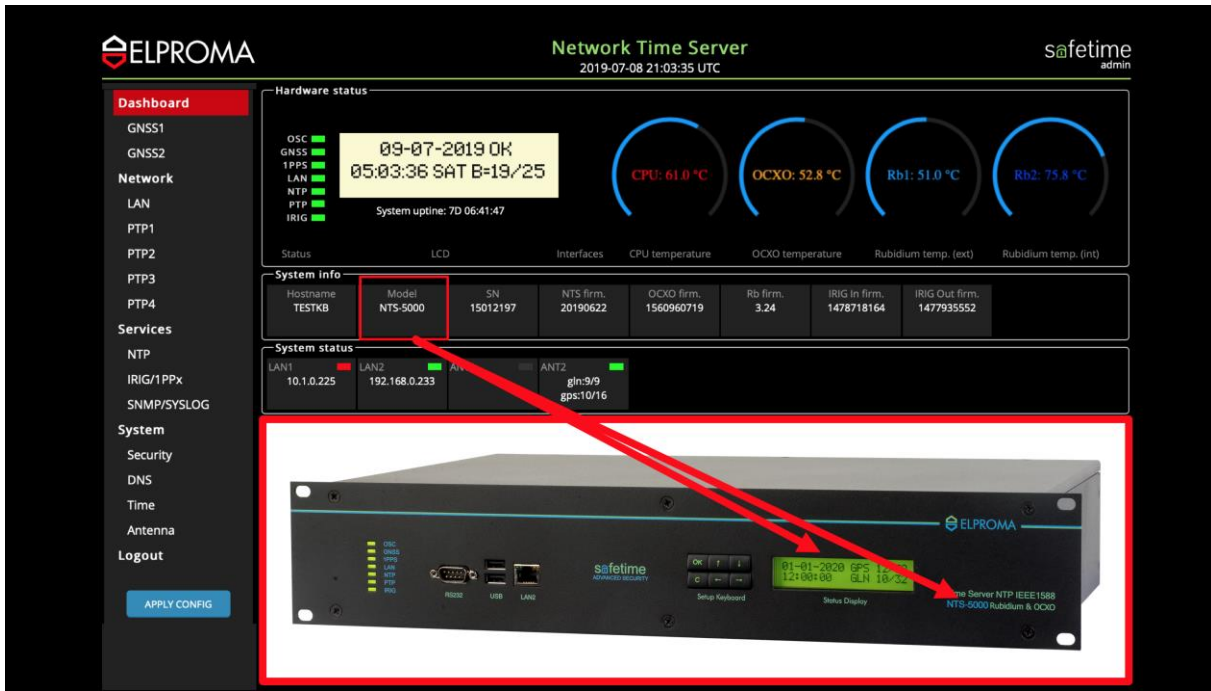 ELPROMA
Network Time Server
2019-07-08 21:03:35 UTC
safetime
admin
Dashboard
GNSS1
GNSS2
Network
LAN
PTP1
PTP2
PTP3
PTP4
Services
NTP
IRIG/1PPx
SNMP/SYSLOG
System
Security
DNS
Time
Antenna
Logout
APPLY CONFIG
Hardware status
OSC
GNSS
1PPS
LAN
NTP
PTP
IRIG
09-07-2019 OK
05:03:36 SAT B=19/25
System uptine: 7D 06:41:47
CPU: 61.0 °C
OCXO: 52.8 °C
Rb1: 51.0 °C
Rb2: 75.8 °C
Status LCD Interfaces CPU temperature OCXO temperature Rubidium temp. (ext) Rubidium temp. (int)
System info
Hostname Model SN NTS firm. OCXO firm. Rb firm. IRIG In firm. IRIG Out firm.
TESTKB NTS-5000 15012197 20190622 1560960719 3.24 1478718164 1477935552
System status
LAN1 LAN2 ANT2
10.1.0.225 192.168.0.233 gln:9/9
gps:10/16
ELPROMA
OSC
GNSS
1PPS
LAN
NTP
PTP
IRIG
RS232 USB LAN2
safetime
ADVANCED SECURITY
OK ↑ ↓
C ← →
Setup Keyboard
01-01-2020 GPS
12:00:00 GLN 10/32
Status Display
Server NTP IEEE1588
NTS-5000 Rubidium & OCXO